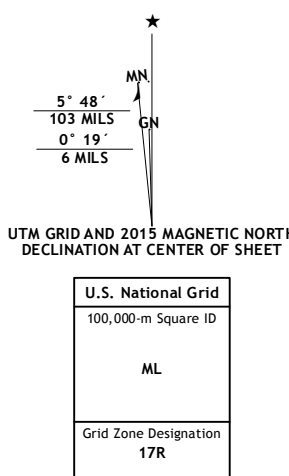 ★
MN
5° 48´
103 MILS
GN
0° 19´
6 MILS
UTM GRID AND 2015 MAGNETIC NORTH
DECLINATION AT CENTER OF SHEET
U.S. National Grid
100,000-m Square ID
ML
Grid Zone Designation
17R